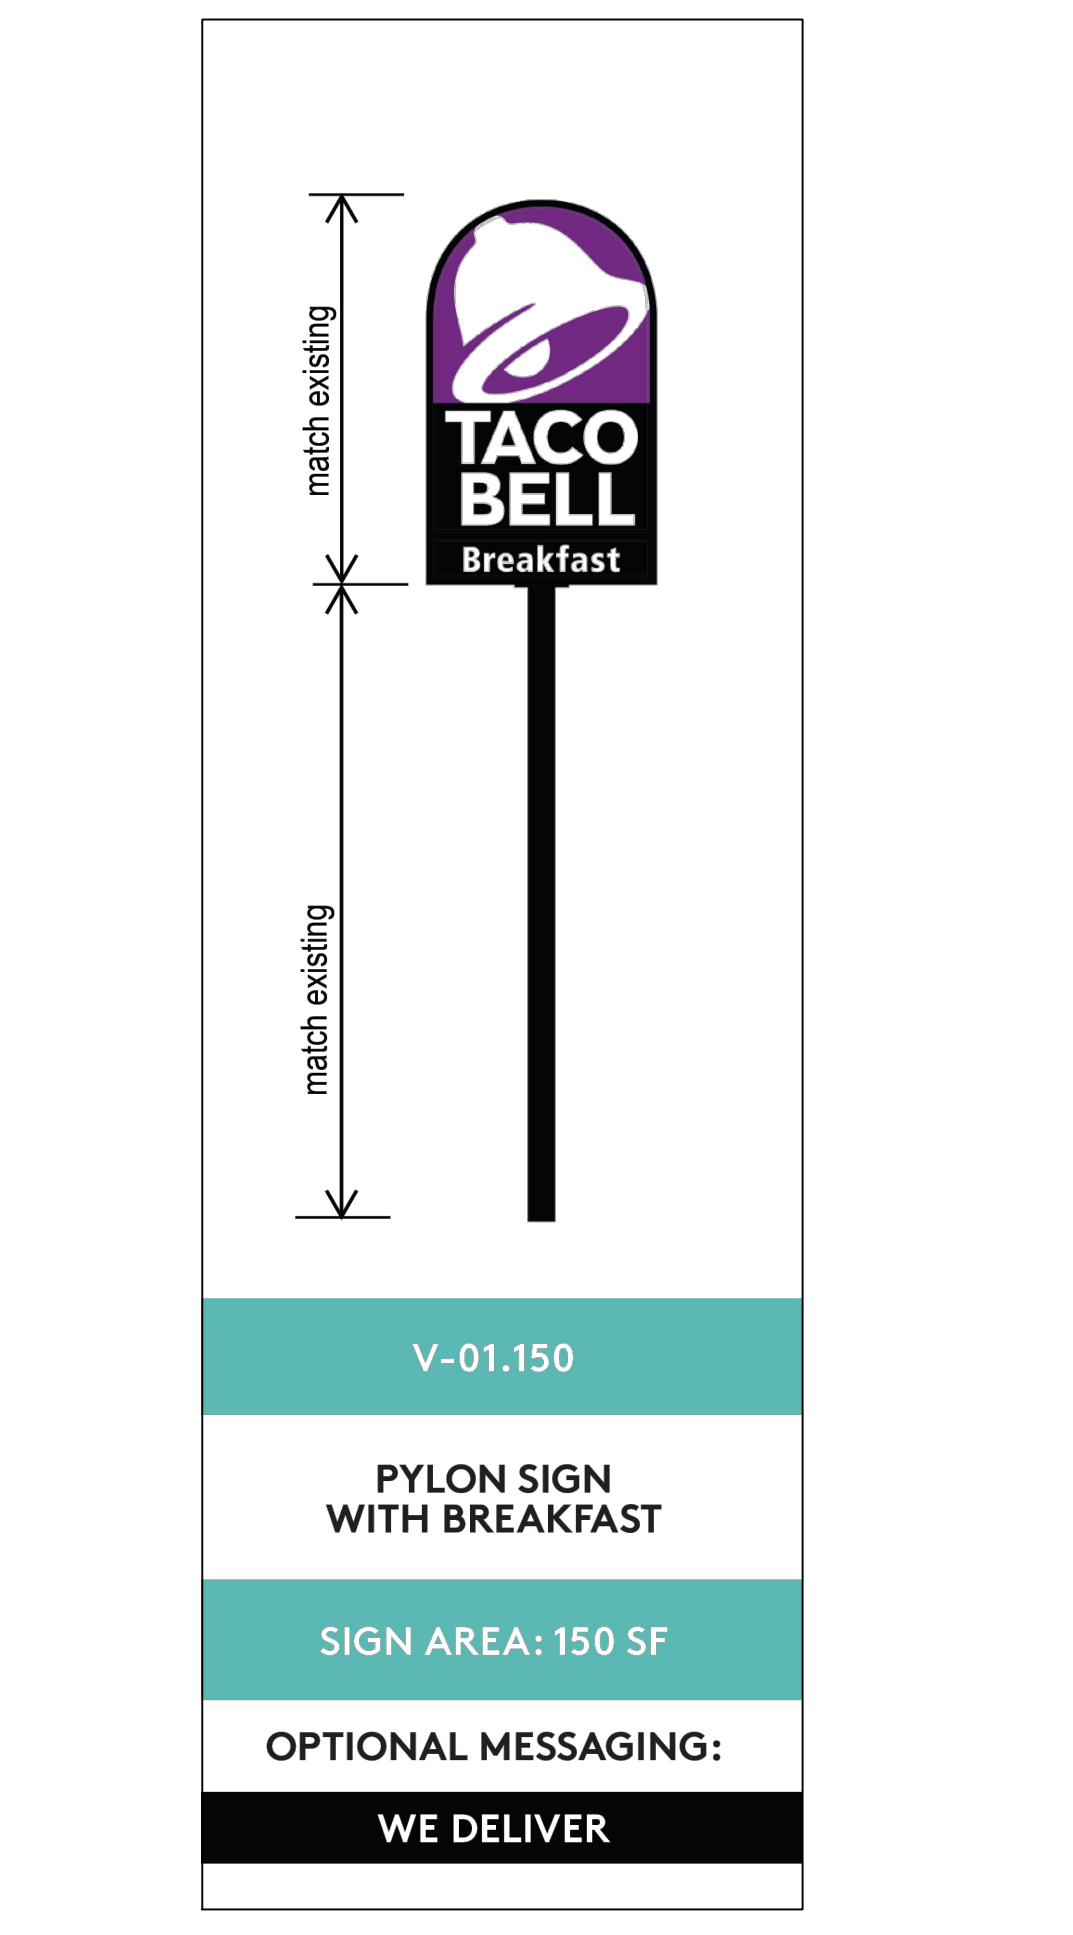 match existing
TACO
BELL
Breakfast
match existing
V-01.150
PYLON SIGN
WITH BREAKFAST
SIGN AREA: 150 SF
OPTIONAL MESSAGING:
WE DELIVER